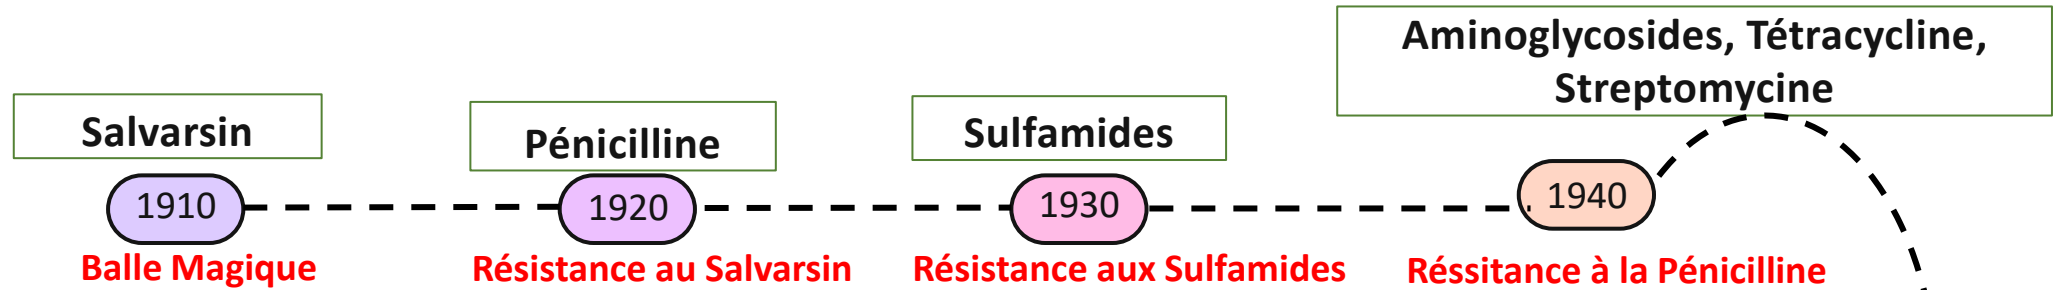 Aminoglycosides, Tétracycline,
Streptomycine
Salvarsin
Pénicilline
Sulfamides
1910
1920
1930
1940
Balle Magique
Résistance au Salvarsin
Résistance aux Sulfamides
Réssitance à la Pénicilline